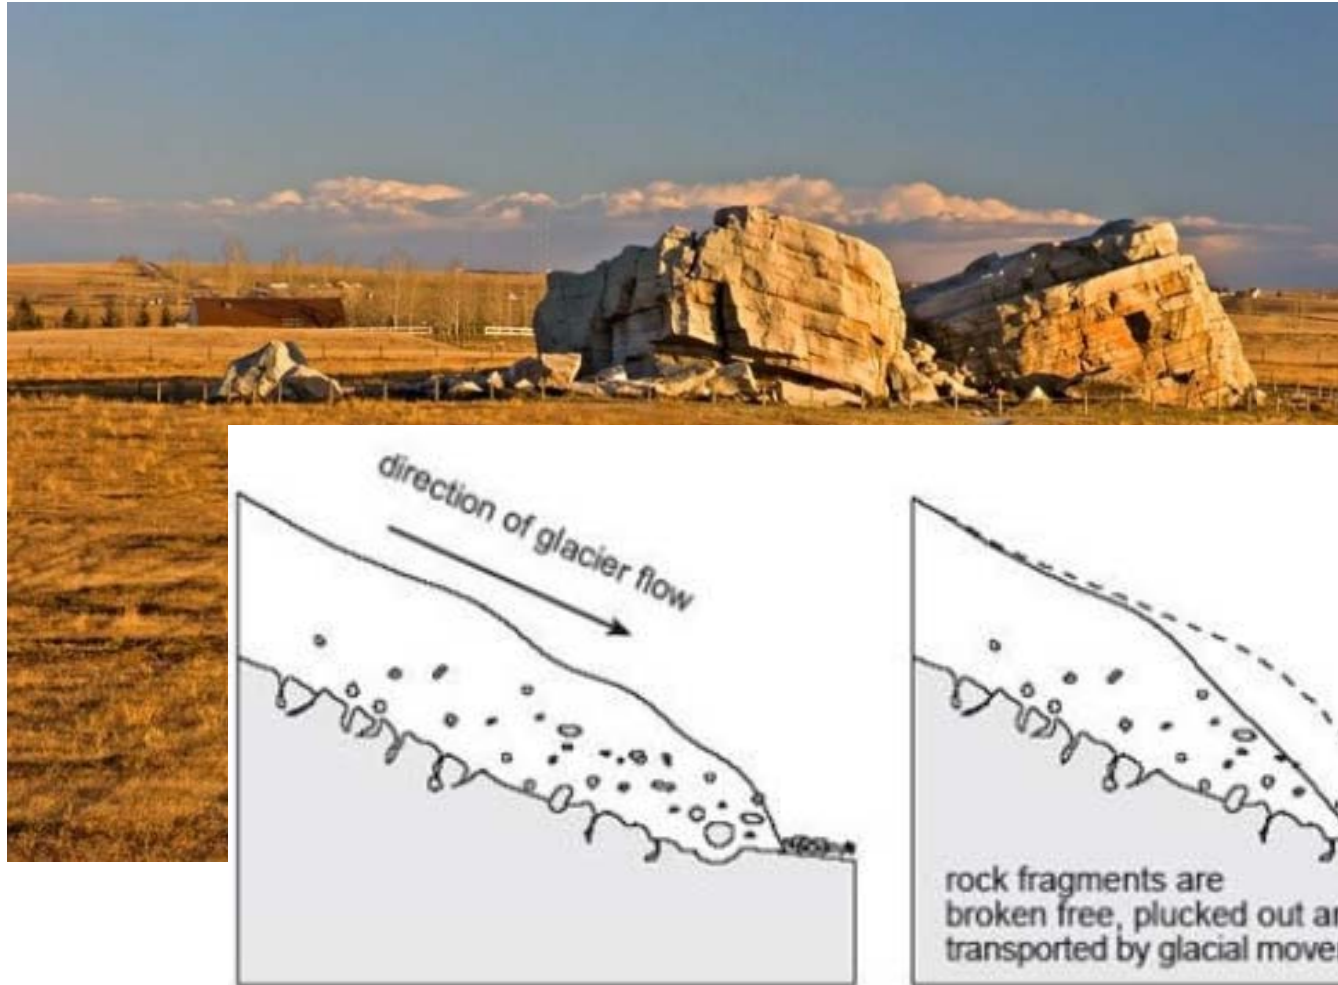 direction of glacier flow
rock fragments are
broken free, plucked out
transported by glacial